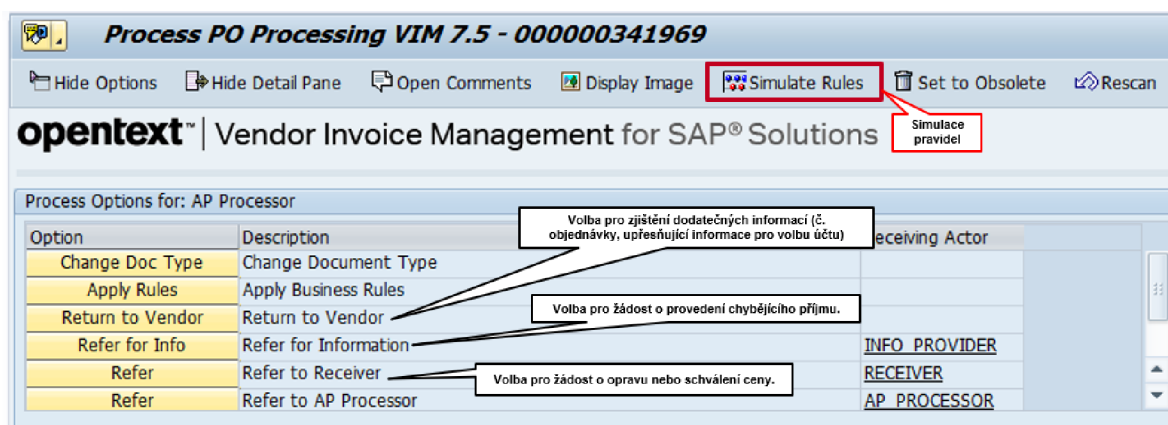 Process PO Processing VIM 7.5 - 000000341969
Hide Options Hide Detail Pane Open Comments Display Image Simulate Rules Set to Obsolete Rescan
opentext™ | Vendor Invoice Management for SAP® Solutions
Simulace
pravidel
Process Options for: AP Processor
Volba pro zjištění dodatečných informací (č.
objednávky, upřesňující informace pro volbu účtu)
Option Description eceiving Actor
Change Doc Type Change Document Type
Apply Rules Apply Business Rules
Return to Vendor Return to Vendor
Volba pro žádost o provedení chybějícího příjmu.
Refer for Info Refer for Information INFO_PROVIDER
Refer Refer to Receiver RECEIVER
Volba pro žádost o opravu nebo schválení ceny.
Refer Refer to AP Processor AP_PROCESSOR